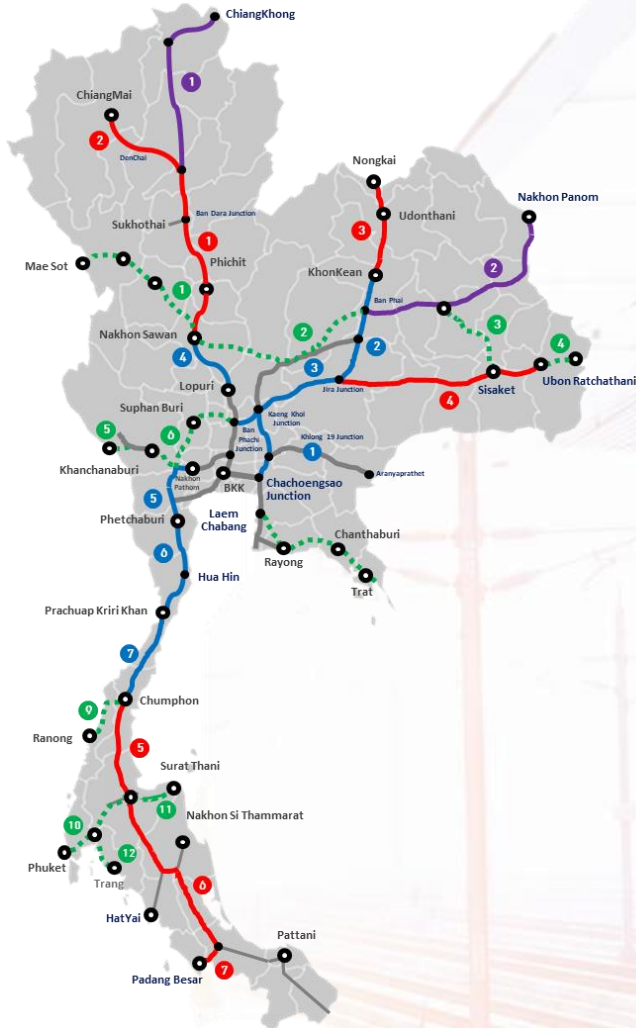 ChiangKhong
1
ChiangMai
2
DenChai
Nongkai
Nakhon Panom
Ban Dara Junction
Sukhothai
Udonthani
3
1
Mae Sot
Phichit
KhonKean
2
1
Ban Phai
Nakhon Sawan
2
3
4
2
4
3
Lopuri
Jira Junction
Sisaket
Ubon Ratchathani
4
Suphan Buri
Kaeng Khoi
Junction
5
6
Ban
Phachi
Junction
Khlong 19 Junction
1
Khanchanaburi
Nakhon
Pathom
BKK
Aranyaprathet
Chachoengsao
Junction
5
Phetchaburi
Laem
Chabang
Chanthaburi
6
Rayong
Trat
Hua Hin
Prachuap Kriri Khan
7
Chumphon
9
Ranong
5
Surat Thani
11
Nakhon Si Thammarat
10
Phuket
12
Trang
6
HatYai
Pattani
Padang Besar
7